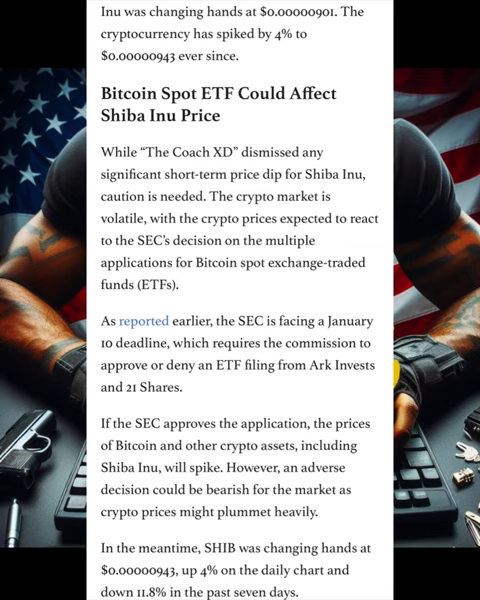 Inu was changing hands at $0.00000901. The
cryptocurrency has spiked by 4% to
$0.00000943 ever since.
Bitcoin Spot ETF Could Affect
Shiba Inu Price
While “The Coach XD” dismissed any
significant short-term price dip for Shiba Inu,
caution is needed. The crypto market is
volatile, with the crypto prices expected to react
to the SEC’s decision on the multiple
applications for Bitcoin spot exchange-traded
funds (ETFs).
As reported earlier, the SEC is facing a January
10 deadline, which requires the commission to
approve or deny an ETF filing from Ark Invests
and 21 Shares.
If the SEC approves the application, the prices
of Bitcoin and other crypto assets, including
Shiba Inu, will spike. However, an adverse
decision could be bearish for the market as
crypto prices might plummet heavily.
In the meantime, SHIB was changing hands at
$0.00000943, up 4% on the daily chart and
down 11.8% in the past seven days.